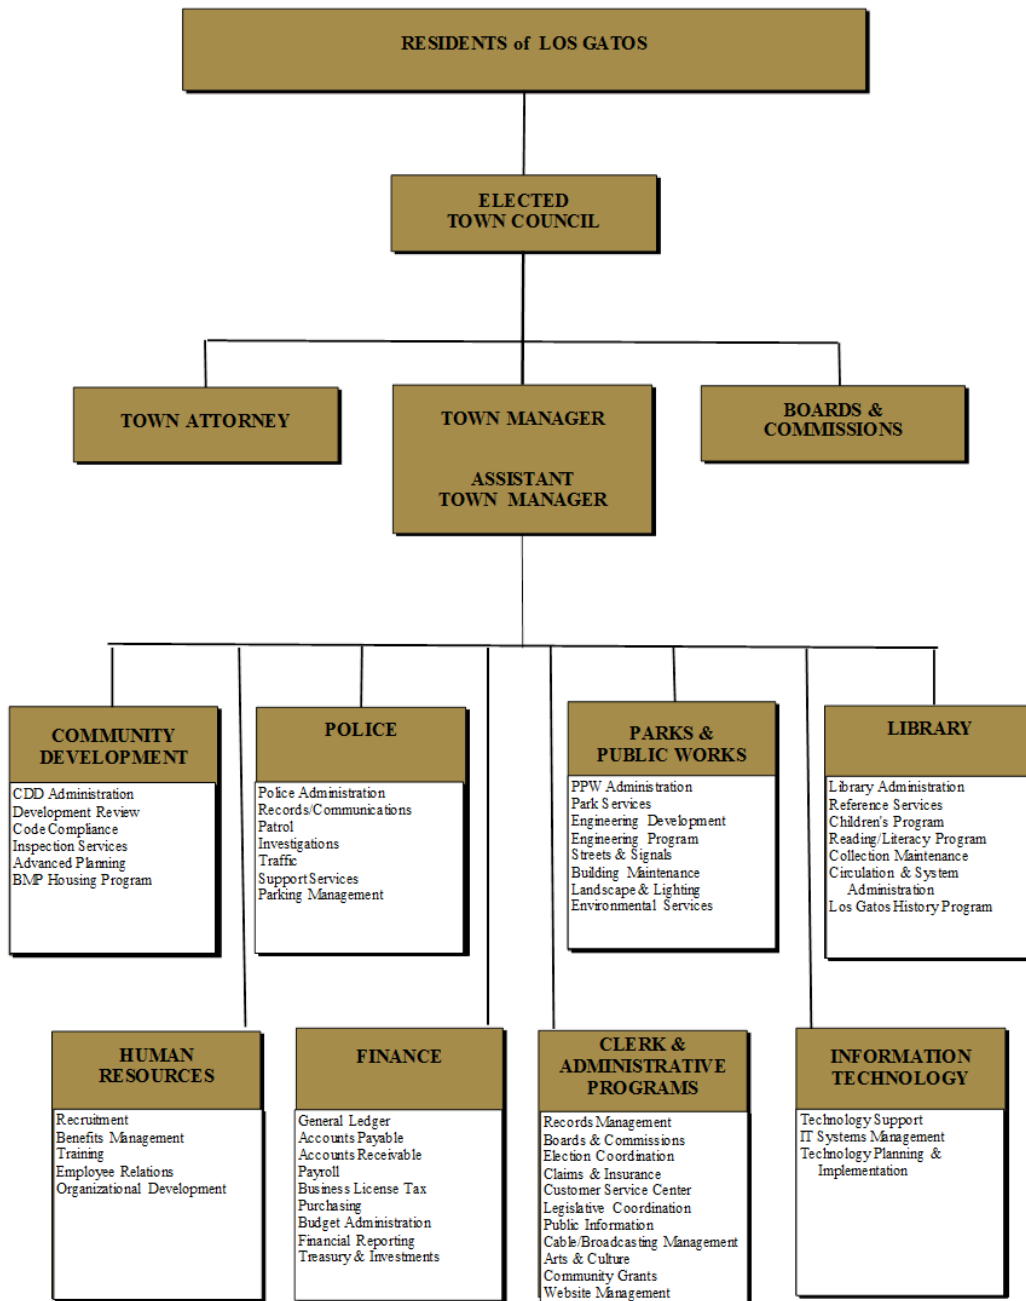 RESIDENTS of LOS GATOS
ELECTED
TOWN COUNCIL
TOWN ATTORNEY
TOWN MANAGER
ASSISTANT
TOWN MANAGER
BOARDS &
COMMISSIONS
COMMUNITY
DEVELOPMENT
CDD Administration
Development Review
Code Compliance
Inspection Services
Advanced Planning
BMP Housing Program
POLICE
Police Administration
Records/Communications
Patrol
Investigations
Traffic
Support Services
Parking Management
PARKS &
PUBLIC WORKS
PPW Administration
Park Services
Engineering Development
Engineering Program
Streets & Signals
Building Maintenance
Landscape & Lighting
Environmental Services
LIBRARY
Library Administration
Reference Services
Children's Program
Reading/Literacy Program
Collection Maintenance
Circulation & System
Administration
Los Gatos History Program
HUMAN
RESOURCES
Recruitment
Benefits Management
Training
Employee Relations
Organizational Development
FINANCE
General Ledger
Accounts Payable
Accounts Receivable
Payroll
Business License Tax
Purchasing
Budget Administration
Financial Reporting
Treasury & Investments
CLERK &
ADMINISTRATIVE
PROGRAMS
Records Management
Boards & Commissions
Election Coordination
Claims & Insurance
Customer Service Center
Legislative Coordination
Public Information
Cable/Broadcasting Management
Arts & Culture
Community Grants
Website Management
INFORMATION
TECHNOLOGY
Technology Support
IT Systems Management
Technology Planning &
Implementation